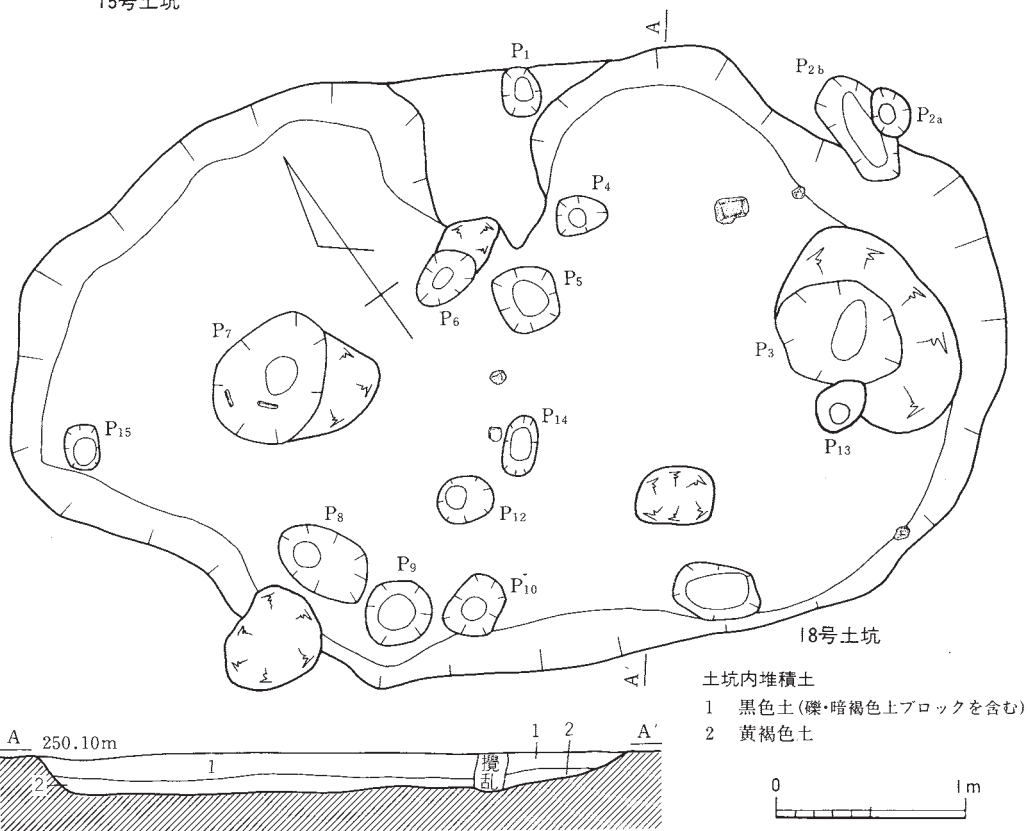 15号土坑
A
P1
P2b
P2a
P4
P5
P6
P7
P3
P13
P15
P14
P12
P8
P9
P10
18号土坑
A'
土坑内堆積土
1 黒色土(礫・暗褐色土ブロックを含む)
2 黄褐色土
A 250.10m 1 2 A'
1
攪乱
2
0 1m